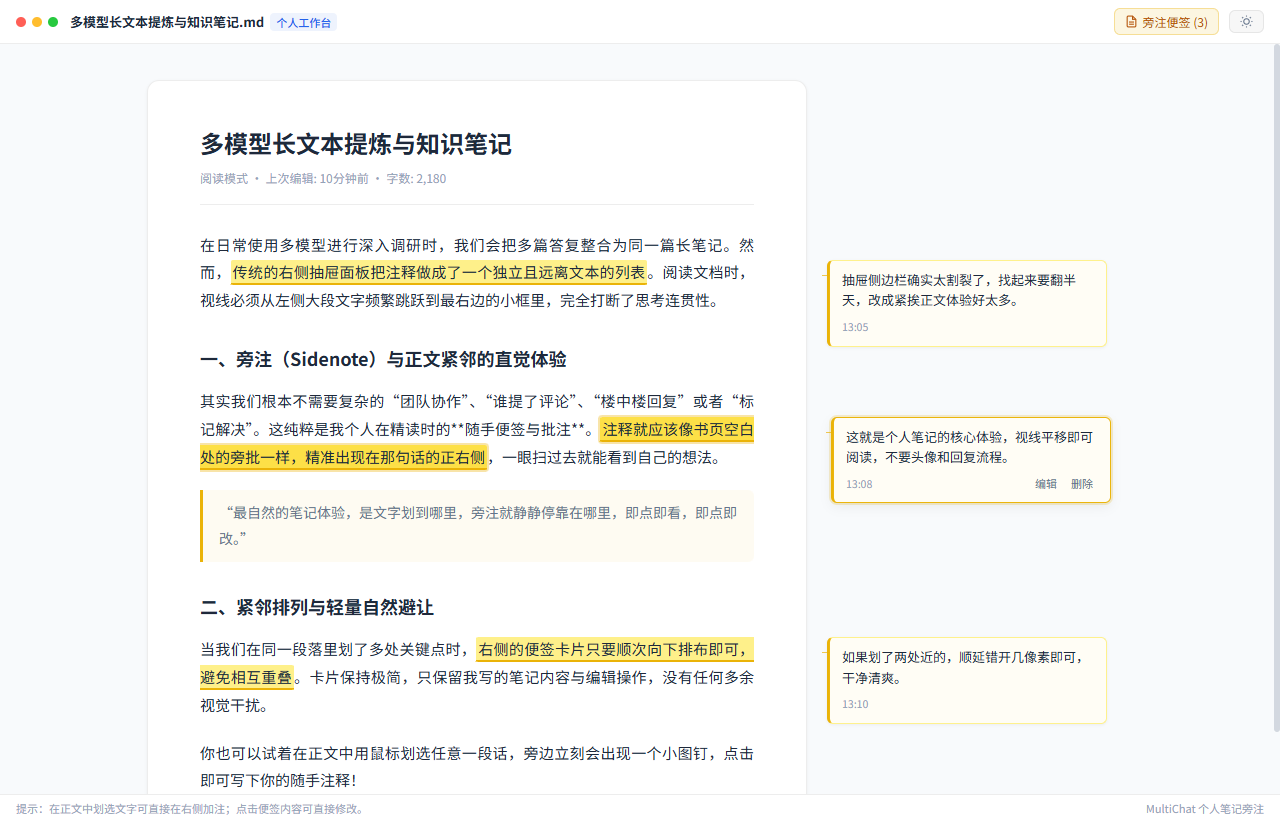 多模型长文本提炼与知识笔记.md 个人工作台 旁注便签 (3)
多模型长文本提炼与知识笔记
阅读模式 • 上次编辑: 10分钟前 • 字数: 2,180
在日常使用多模型进行深入调研时，我们会把多篇答复整合为同一篇长笔记。然
而，传统的右侧抽屉面板把注释做成了一个独立且远离文本的列表。阅读文档时，
视线必须从左侧大段文字频繁跳跃到最右边的小框里，完全打断了思考连贯性。
抽屉侧边栏确实太割裂了，找起来要翻半
天，改成紧挨正文体验好太多。
13:05
一、旁注（Sidenote）与正文紧邻的直觉体验
其实我们根本不需要复杂的“团队协作”、“谁提了评论”、“楼中楼回复”或者“标
记解决”。这纯粹是我个人在精读时的**随手便签与批注**。注释就应该像书页空白
处的旁批一样，精准出现在那句话的正右侧，一眼扫过去就能看到自己的想法。
这就是个人笔记的核心体验，视线平移即可
阅读，不要头像和回复流程。
13:08 编辑 删除
“最自然的笔记体验，是文字划到哪里，旁注就静静停靠在哪里，即点即看，即点即
改。”
二、紧邻排列与轻量自然避让
当我们在同一段落里划了多处关键点时，右侧的便签卡片只要顺次向下排布即可，
避免相互重叠。卡片保持极简，只保留我写的笔记内容与编辑操作，没有任何多余
视觉干扰。
如果划了两处近的，顺延错开几像素即可，
干净清爽。
13:10
你也可以试着在正文中用鼠标划选任意一段话，旁边立刻会出现一个小图钉，点击
即可写下你的随手注释！
提示：在正文中划选文字可直接在右侧加注；点击便签内容可直接修改。 MultiChat 个人笔记旁注